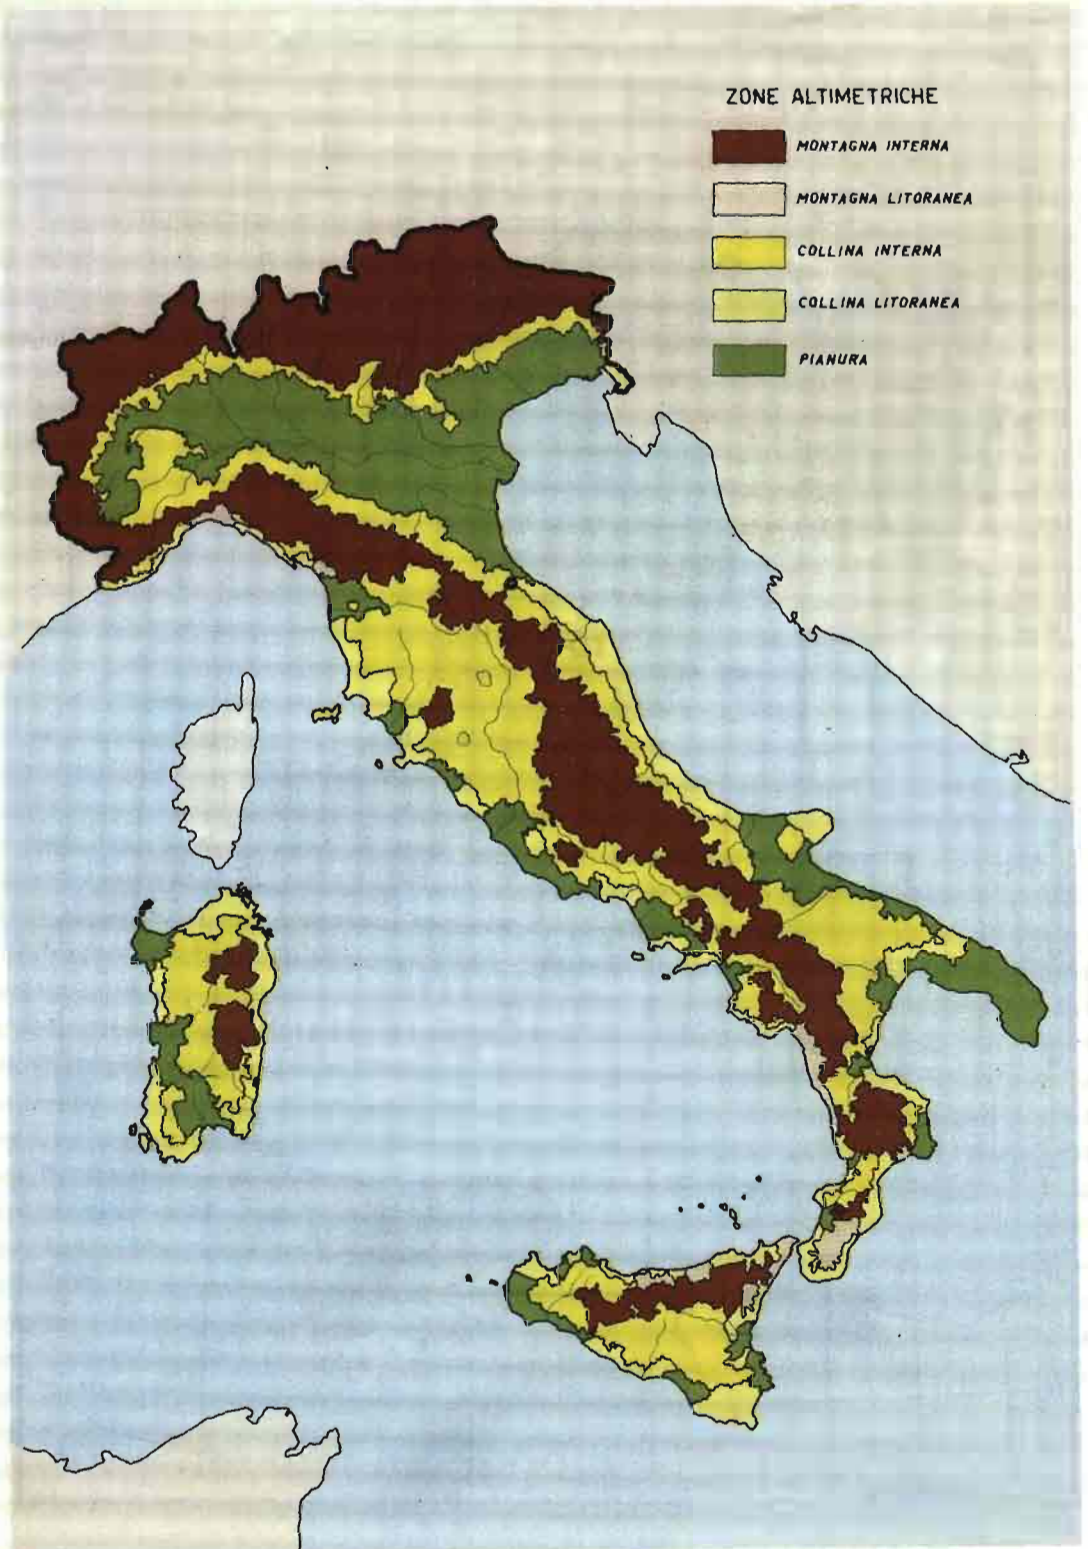 ZONE ALTIMETRICHE
MONTAGNA INTERNA
MONTAGNA LITORANEA
COLLINA INTERNA
COLLINA LITORANEA
PIANURA